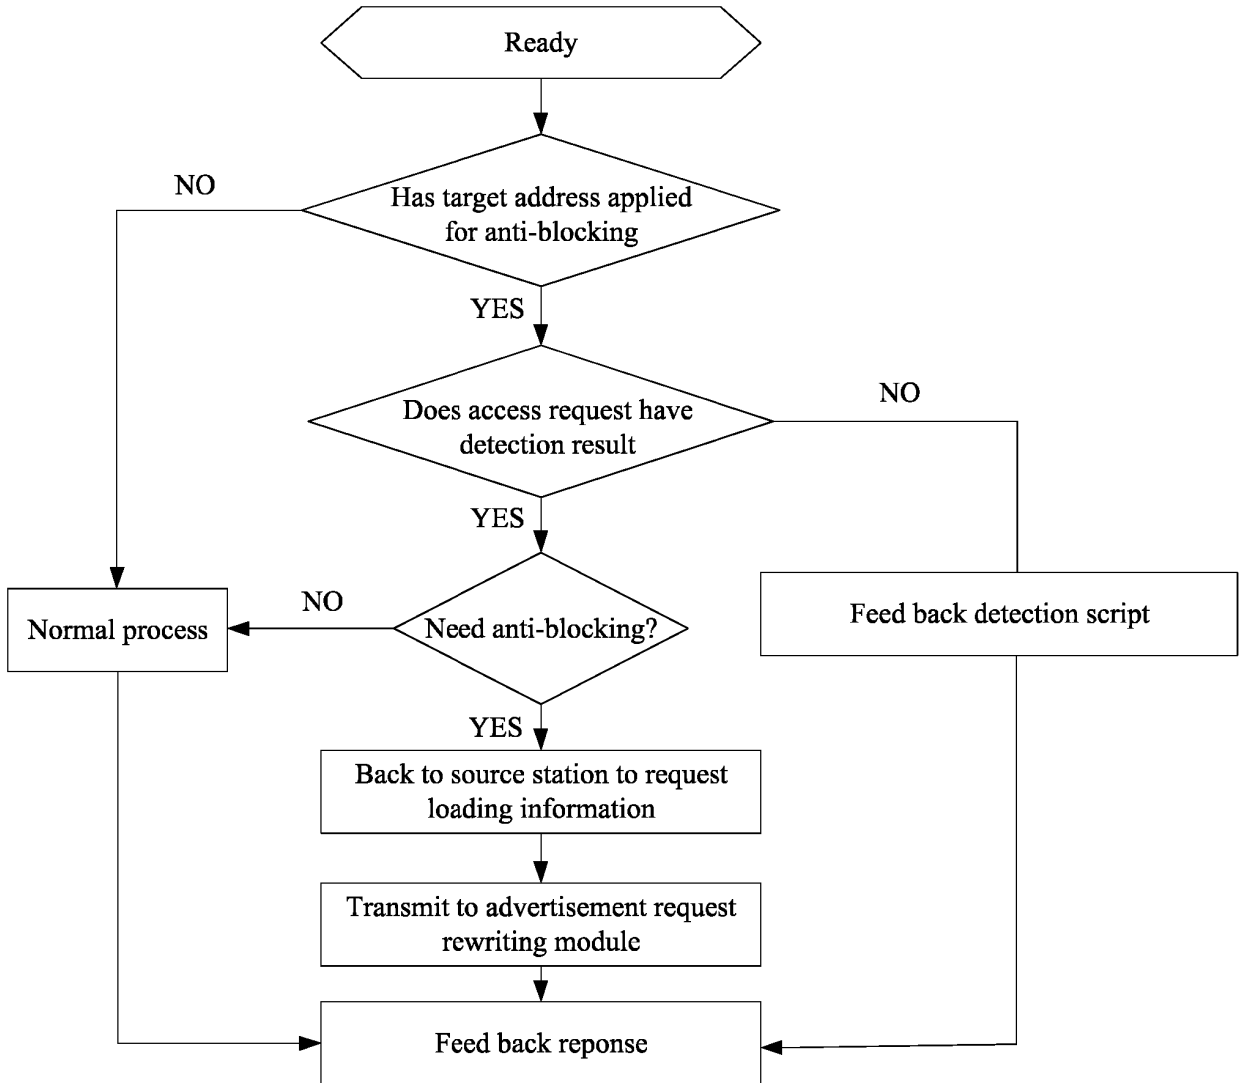 Ready
NO
Has target address applied
for anti-blocking
YES
NO
Does access request have
detection result
YES
NO
Normal process
Need anti-blocking?
Feed back detection script
YES
Back to source station to request
loading information
Transmit to advertisement request
rewriting module
Feed back reponse